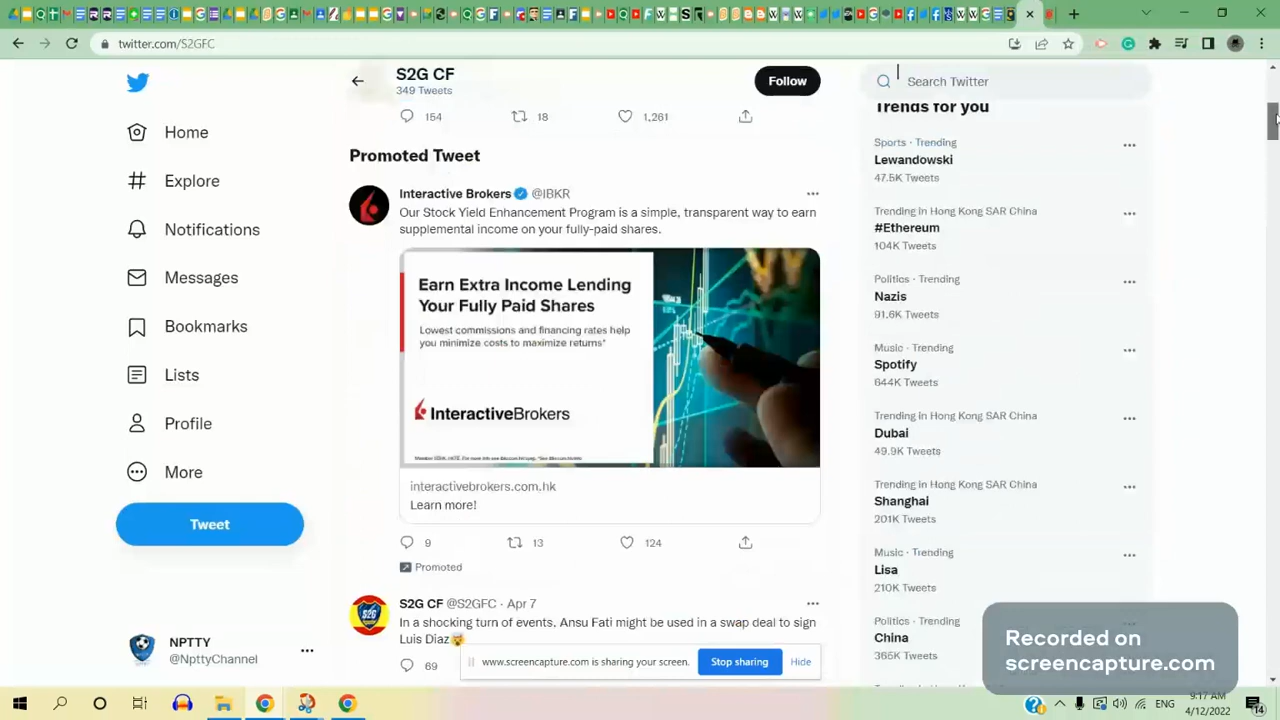 twitter.com/S2GFC
S2G CF
349 Tweets
Follow
Search Twitter
154
18
1,261
Home
Explore
Notifications
Messages
Bookmarks
Lists
Profile
More
Tweet
NPTTY
@NpttyChannel
Promoted Tweet
Interactive Brokers @IBKR
Our Stock Yield Enhancement Program is a simple, transparent way to earn
supplemental income on your fully-paid shares.
Earn Extra Income Lending
Your Fully Paid Shares
Lowest commissions and financing rates help
you minimize costs to maximize returns*
InteractiveBrokers
interactivebrokers.com.hk
Learn more!
9
13
124
Promoted
S2G CF @S2GFC · Apr 7
In a shocking turn of events. Ansu Fati might be used in a swap deal to sign
Luis Diaz
69
Trends for you
Sports · Trending
Lewandowski
47.5K Tweets
Trending in Hong Kong SAR China
#Ethereum
104K Tweets
Politics · Trending
Nazis
91.6K Tweets
Music · Trending
Spotify
644K Tweets
Trending in Hong Kong SAR China
Dubai
49.9K Tweets
Trending in Hong Kong SAR China
Shanghai
201K Tweets
Music · Trending
Lisa
210K Tweets
Politics · Trending
China
365K Tweets
www.screencapture.com is sharing your screen.
Stop sharing
Hide
Recorded on
screencapture.com
ENG
9:17 AM
4/12/2022
14